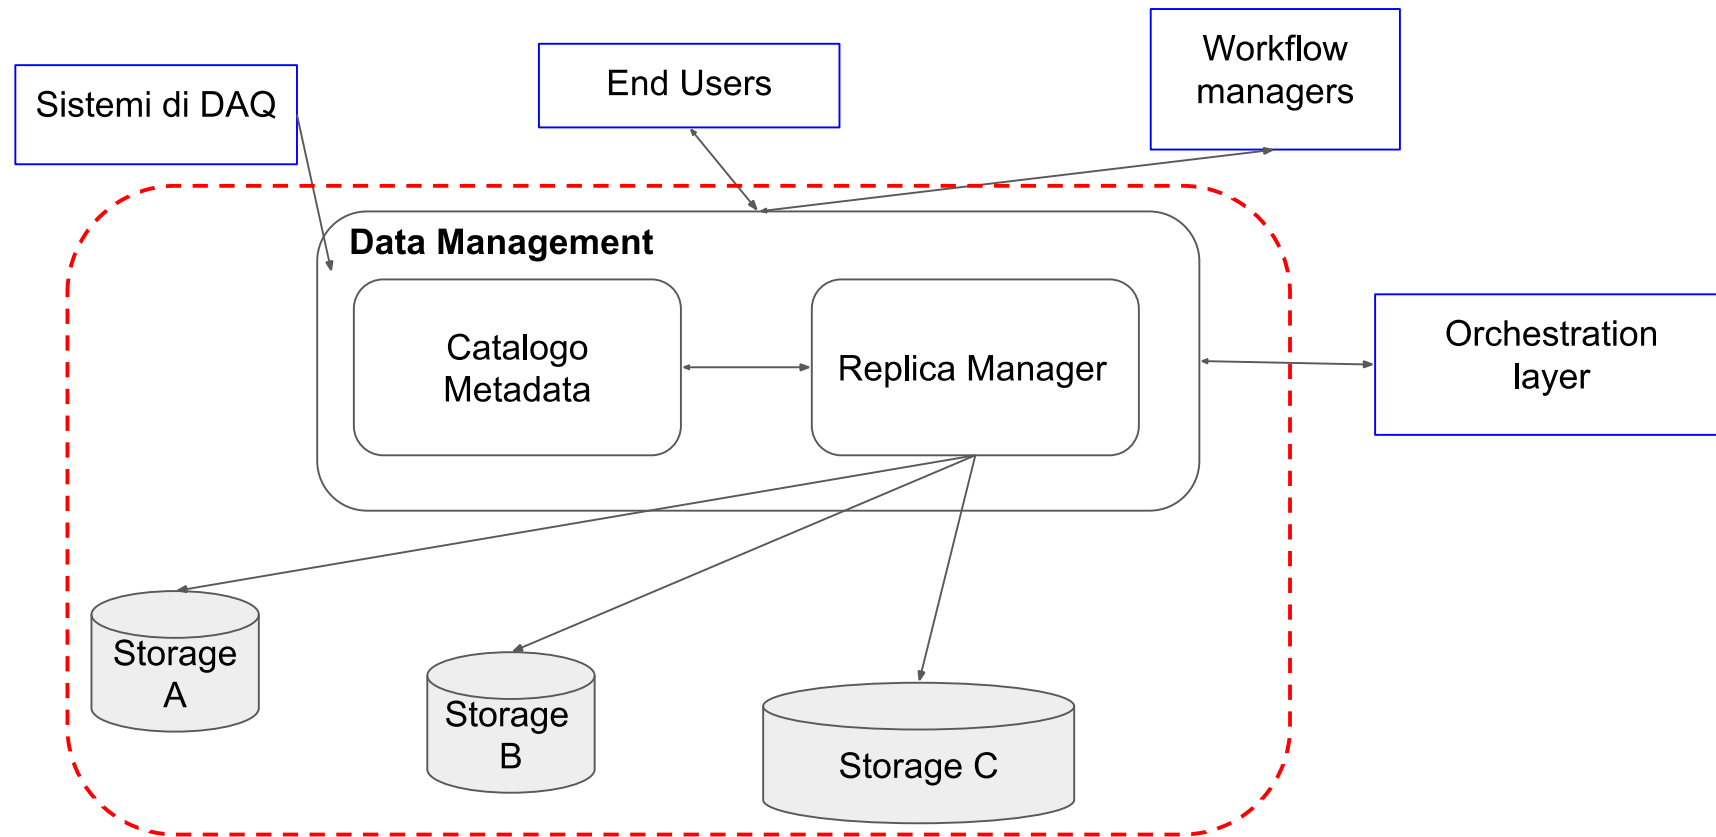 Sistemi di DAQ
End Users
Workflow
managers
Data Management
Catalogo
Metadata
Replica Manager
Orchestration
layer
Storage
A
Storage
B
Storage C